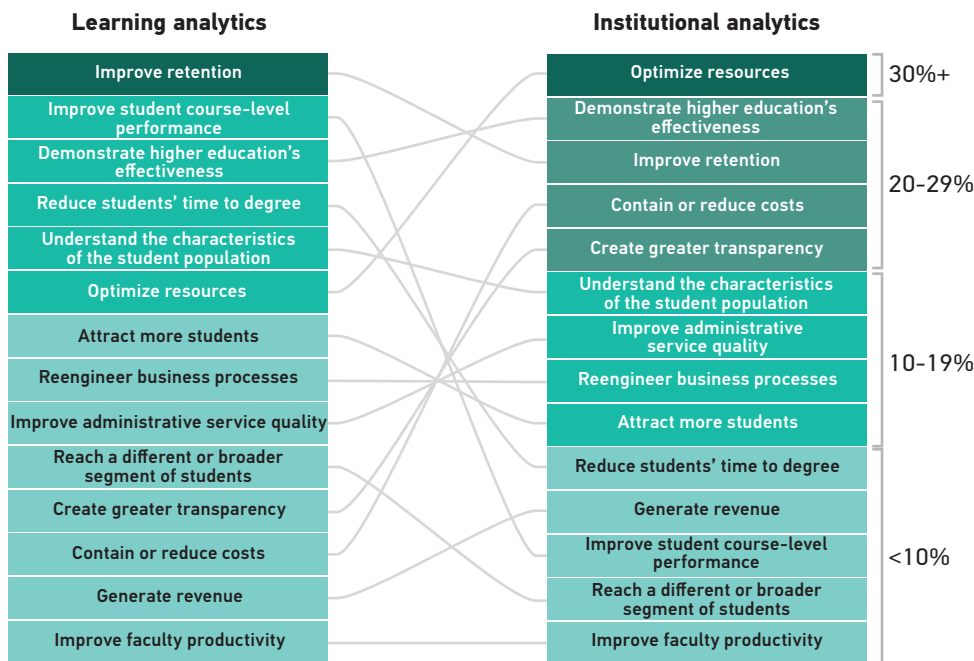 Learning analytics
Improve retention
Improve student course-level
performance
Demonstrate higher education's
effectiveness
Reduce students' time to degree
Understand the characteristics
of the student population
Optimize resources
Attract more students
Reengineer business processes
Improve administrative service quality
Reach a different or broader
segment of students
Create greater transparency
Contain or reduce costs
Generate revenue
Improve faculty productivity
Institutional analytics
Optimize resources
Demonstrate higher education's
effectiveness
Improve retention
Contain or reduce costs
Create greater transparency
Understand the characteristics
of the student population
Improve administrative
service quality
Reengineer business processes
Attract more students
Reduce students' time to degree
Generate revenue
Improve student course-level
performance
Reach a different or broader
segment of students
Improve faculty productivity
30%+
20-29%
10-19%
<10%